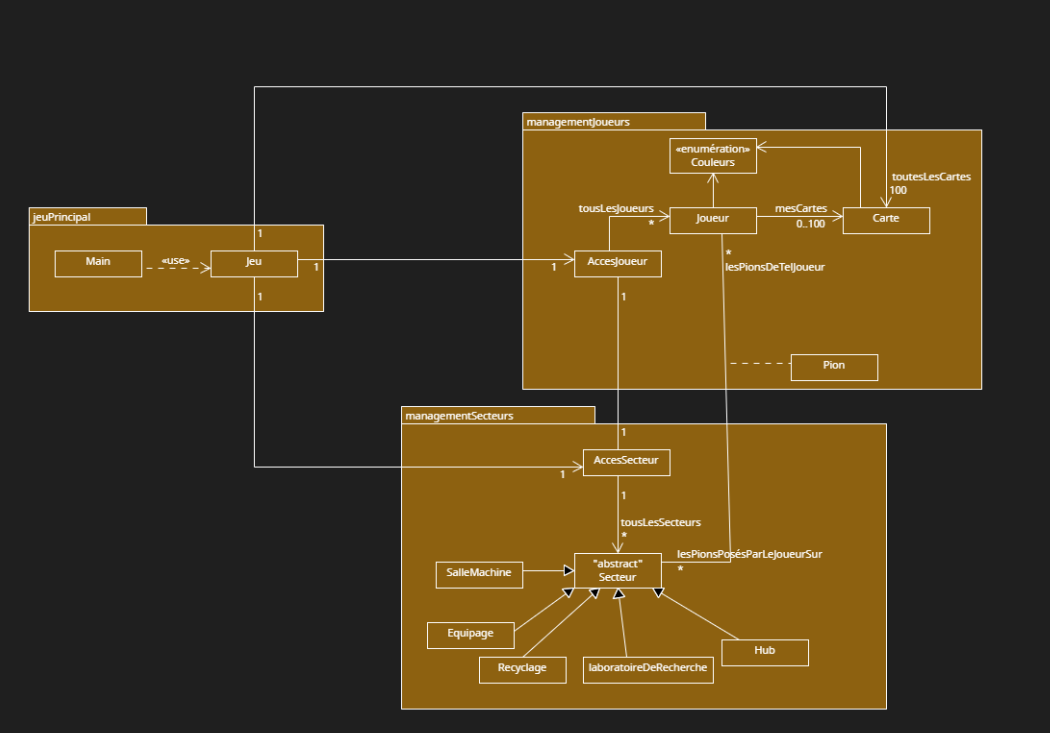 managementJoueurs
«enumération»
Couleurs
toutesLesCartes
100
tousLesJoueurs
*
Joueur
mesCartes
0..100
Carte
jeuPrincipal
1
Main
«use»
Jeu
1
1
AccesJoueur
*
lesPionsDeTelJoueur
1
1
Pion
managementSecteurs
1
AccesSecteur
1
1
tousLesSecteurs
*
"abstract"
Secteur
lesPionsPosésParLeJoueurSur
*
SalleMachine
Equipage
Recyclage
laboratoireDeRecherche
Hub